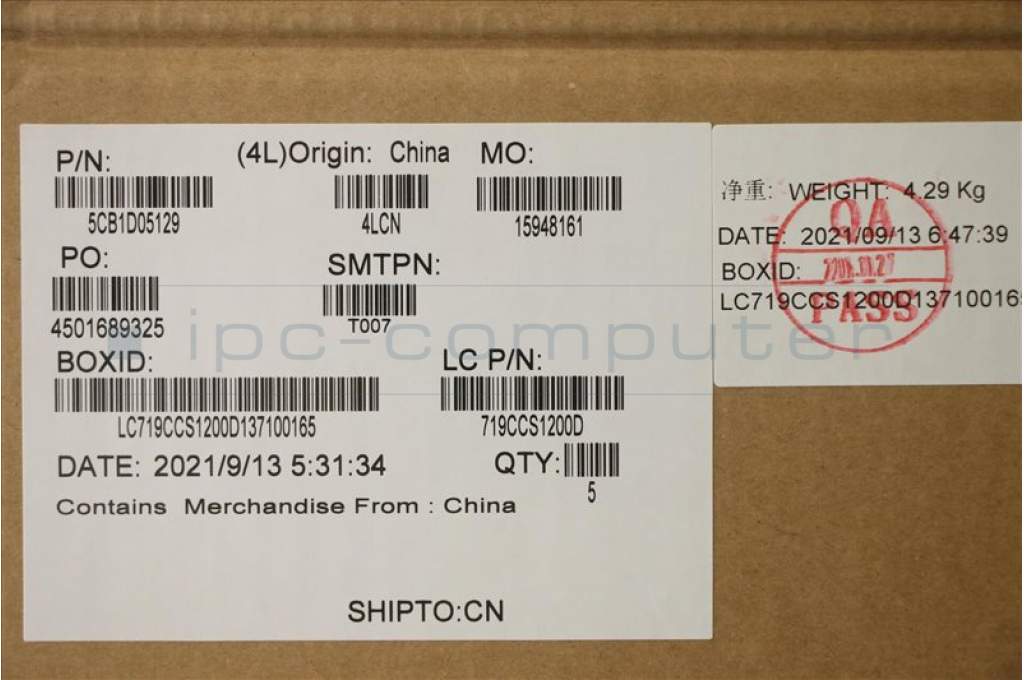 P/N: (4L)Origin: China MO:
5CB1D05129 4LCN 15948161
PO: SMTPN:
4501689325 T007
BOXID: LC P/N:
LC719CCS1200D137100165 719CCS1200D
DATE: 2021/9/13 5:31:34 QTY:
5
Contains Merchandise From : China
SHIPTO:CN
净重: WEIGHT: 4.29 Kg
DATE: 2021/09/13 6:47:39
BOXID:
LC719CCS1200D137100165
QA
PASS
ipc-computer